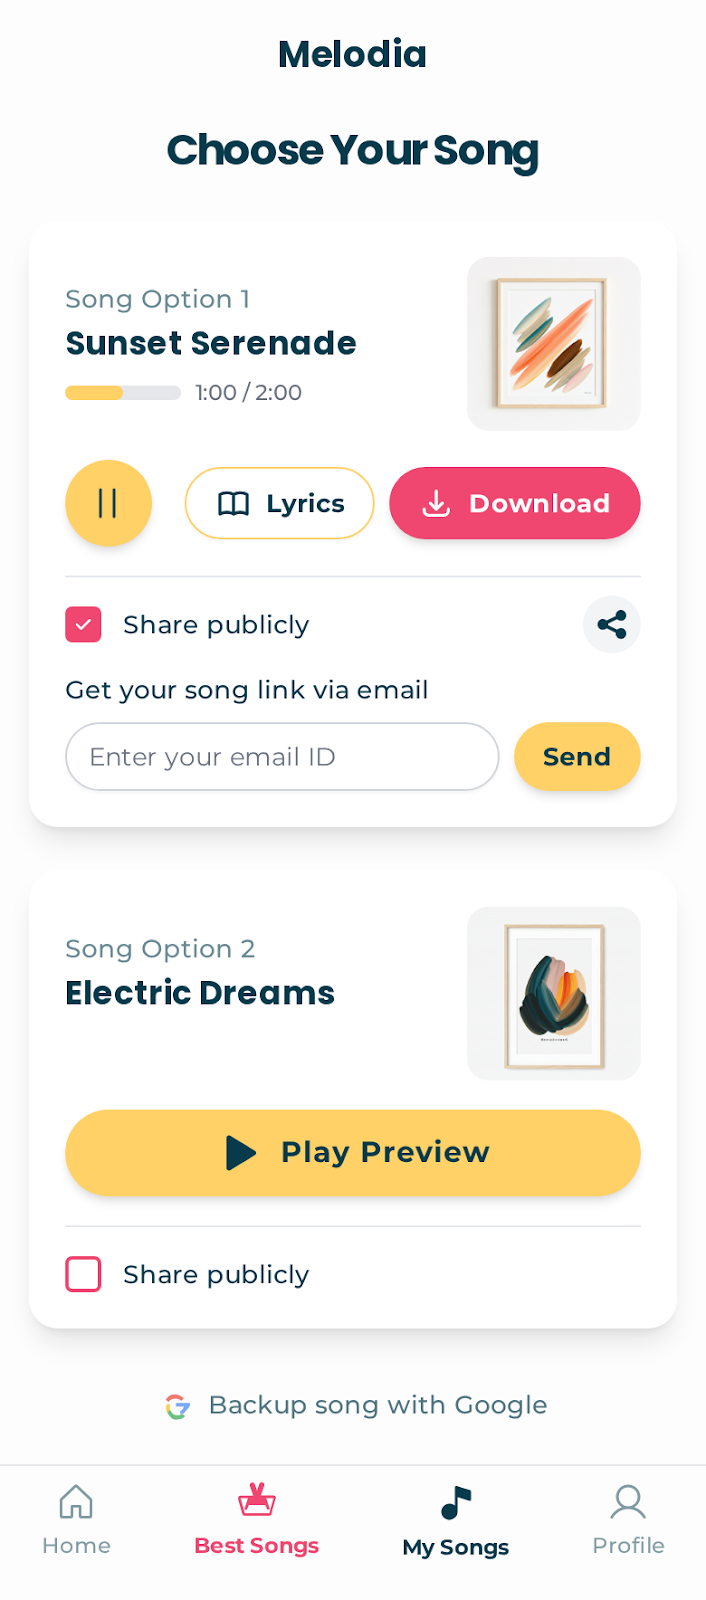 Melodia
Choose Your Song
Song Option 1
Sunset Serenade
1:00 / 2:00
Lyrics
Download
Share publicly
Get your song link via email
Enter your email ID
Send
Song Option 2
Electric Dreams
Play Preview
Share publicly
Backup song with Google
Home
Best Songs
My Songs
Profile